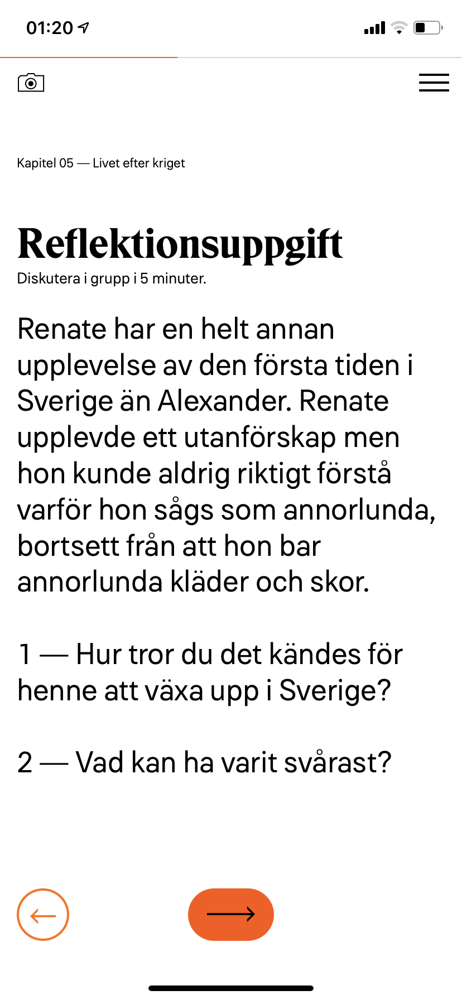 01:20
Kapitel 05 — Livet efter kriget
Reflektionsuppgift
Diskutera i grupp i 5 minuter.
Renate har en helt annan
upplevelse av den första tiden i
Sverige än Alexander. Renate
upplevde ett utanförskap men
hon kunde aldrig riktigt förstå
varför hon sågs som annorlunda,
bortsett från att hon bar
annorlunda kläder och skor.
1 — Hur tror du det kändes för
henne att växa upp i Sverige?
2 — Vad kan ha varit svårast?